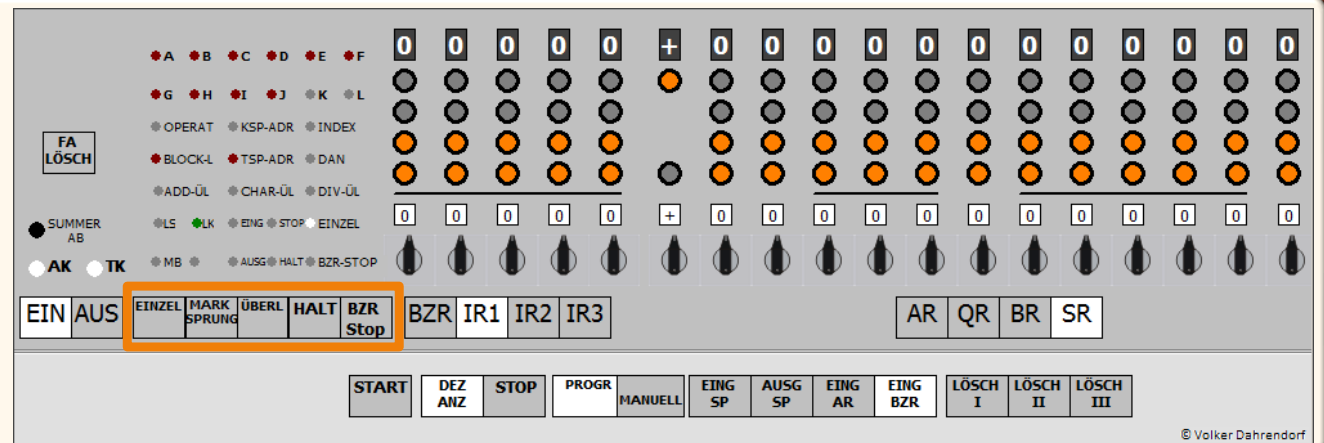 0 0 0 0 0 + 0 0 0 0 0 0 0 0 0 0 0 0
A B C D E F
G H I J K L
OPERAT KSP-ADR INDEX
FA
LÖSCH
BLOCK-L TSP-ADR DAN
ADD-ÜL CHAR-ÜL DIV-ÜL
0 0 0 0 0 + 0 0 0 0 0 0 0 0 0 0 0 0
SUMMER
AB
LS LK EING STOP EINZEL
AK TK
MB AUSG HALT BZR-STOP
EIN AUS
EINZEL
MARK
SPRUNG
ÜBERL
HALT
BZR
Stop
BZR IR1 IR2 IR3
AR QR BR SR
START
DEZ
ANZ
STOP
PROGR
MANUELL
EING
SP
AUSG
SP
EING
AR
EING
BZR
LÖSCH
I
LÖSCH
II
LÖSCH
III
© Volker Dahrendorf